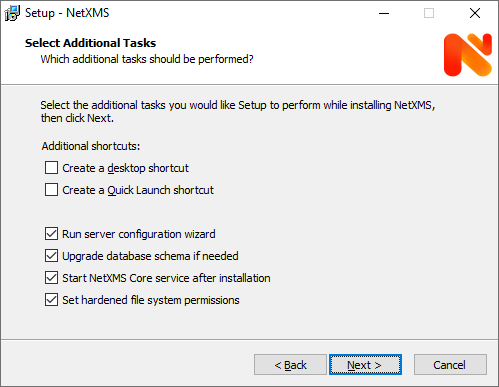 Setup - NetXMS
Select Additional Tasks
Which additional tasks should be performed?
Select the additional tasks you would like Setup to perform while installing NetXMS,
then click Next.
Additional shortcuts:
Create a desktop shortcut
Create a Quick Launch shortcut
Run server configuration wizard
Upgrade database schema if needed
Start NetXMS Core service after installation
Set hardened file system permissions
< Back
Next >
Cancel